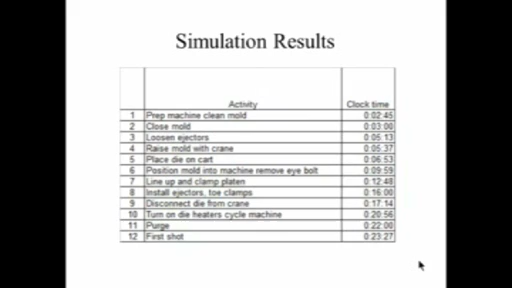 Simulation Results
Activity Clock time
1 Prep machine clean mold 0:02:45
2 Close mold 0:03:00
3 Loosen ejectors 0:05:13
4 Raise mold with crane 0:05:37
5 Place die on cart 0:06:53
6 Position mold into machine remove eye bolt 0:09:59
7 Line up and clamp platen 0:12:48
8 Install ejectors, toe clamps 0:16:00
9 Disconnect die from crane 0:17:14
10 Turn on die heaters cycle machine 0:20:56
11 Purge 0:22:00
12 First shot 0:23:27